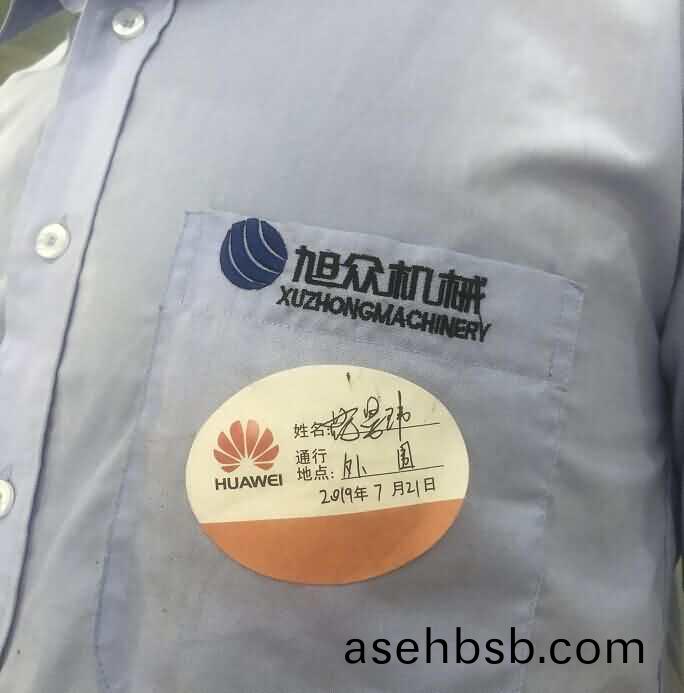 旭众机械
XUZHONGMACHINERY
HUAWEI
姓名:
通行
地点: 外围
2019年7月21日
asehbsb.com